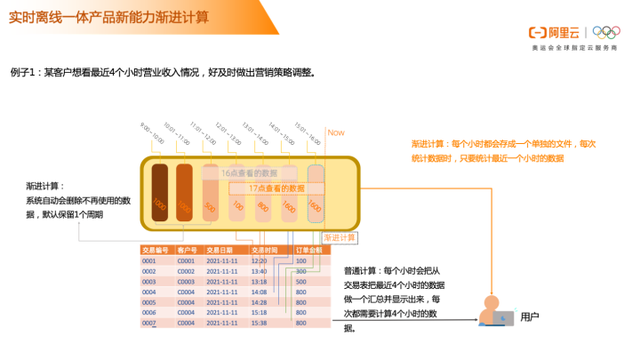 实时离线一体产品新能力渐进计算
阿里云
奥运会全球指定云服务商
例子1：某客户想看最近4个小时营业收入情况，好及时做出营销策略调整。
9:00~10:00
10:01~11:00
11:01~12:00
12:01~13:00
13:01~14:00
14:01~15:00
15:01~16:00
Now
渐进计算：每个小时都会存成一个单独的文件，每次
统计数据时，只要统计最近一个小时的数据
16点查看的数据
17点查看的数据
1000
1000
500
100
800
1600
1600
渐进计算：
系统自动会删除不再使用的数
据，默认保留1个周期
渐进计算
交易编号 客户号 交易日期 交易时间 订单金额
0001 C0001 2021-11-11 12:20 100
0002 C0002 2021-11-11 13:40 300
0003 C0003 2021-11-11 13:18 500
0004 C0004 2021-11-11 14:08 800
0005 C0004 2021-11-11 14:28 800
0006 C0004 2021-11-11 15:18 800
0007 C0004 2021-11-11 15:38 800
普通计算：每个小时会把从
交易表把最近4个小时的数据
做一个汇总并显示出来，每
次都需要计算4个小时的数
据。
用户